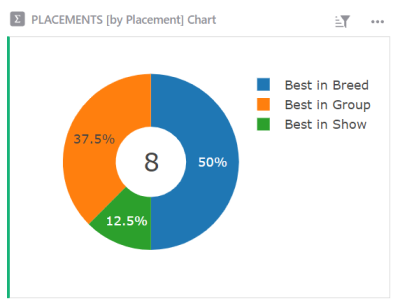 Σ PLACEMENTS [by Placement] Chart
Best in Breed
Best in Group
Best in Show
37.5%
8
50%
12.5%